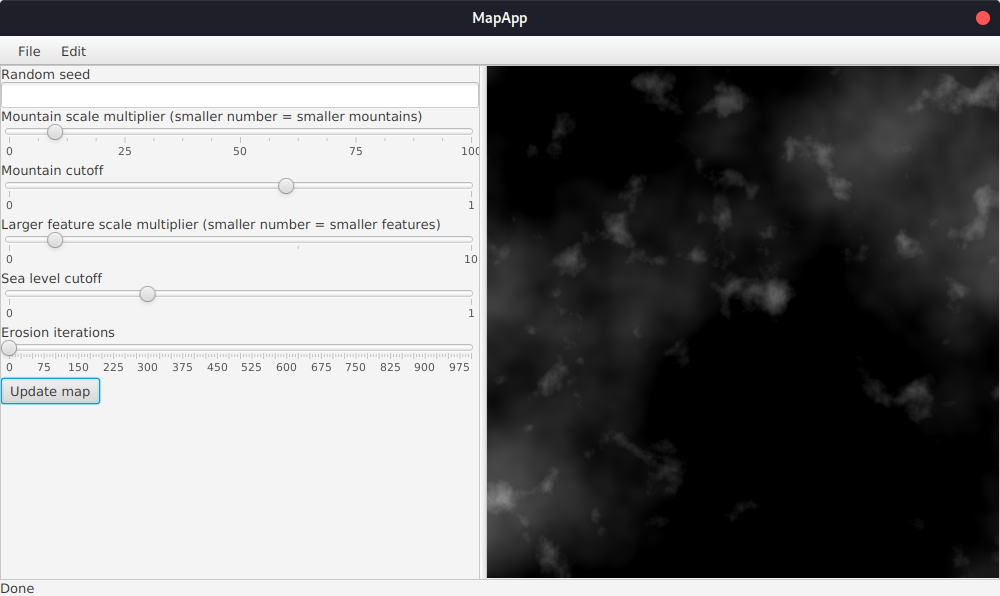 MapApp
File Edit
Random seed
Mountain scale multiplier (smaller number = smaller mountains)
0 25 50 75 100
Mountain cutoff
0 1
Larger feature scale multiplier (smaller number = smaller features)
0 10
Sea level cutoff
0 1
Erosion iterations
0 75 150 225 300 375 450 525 600 675 750 825 900 975
Update map
Done